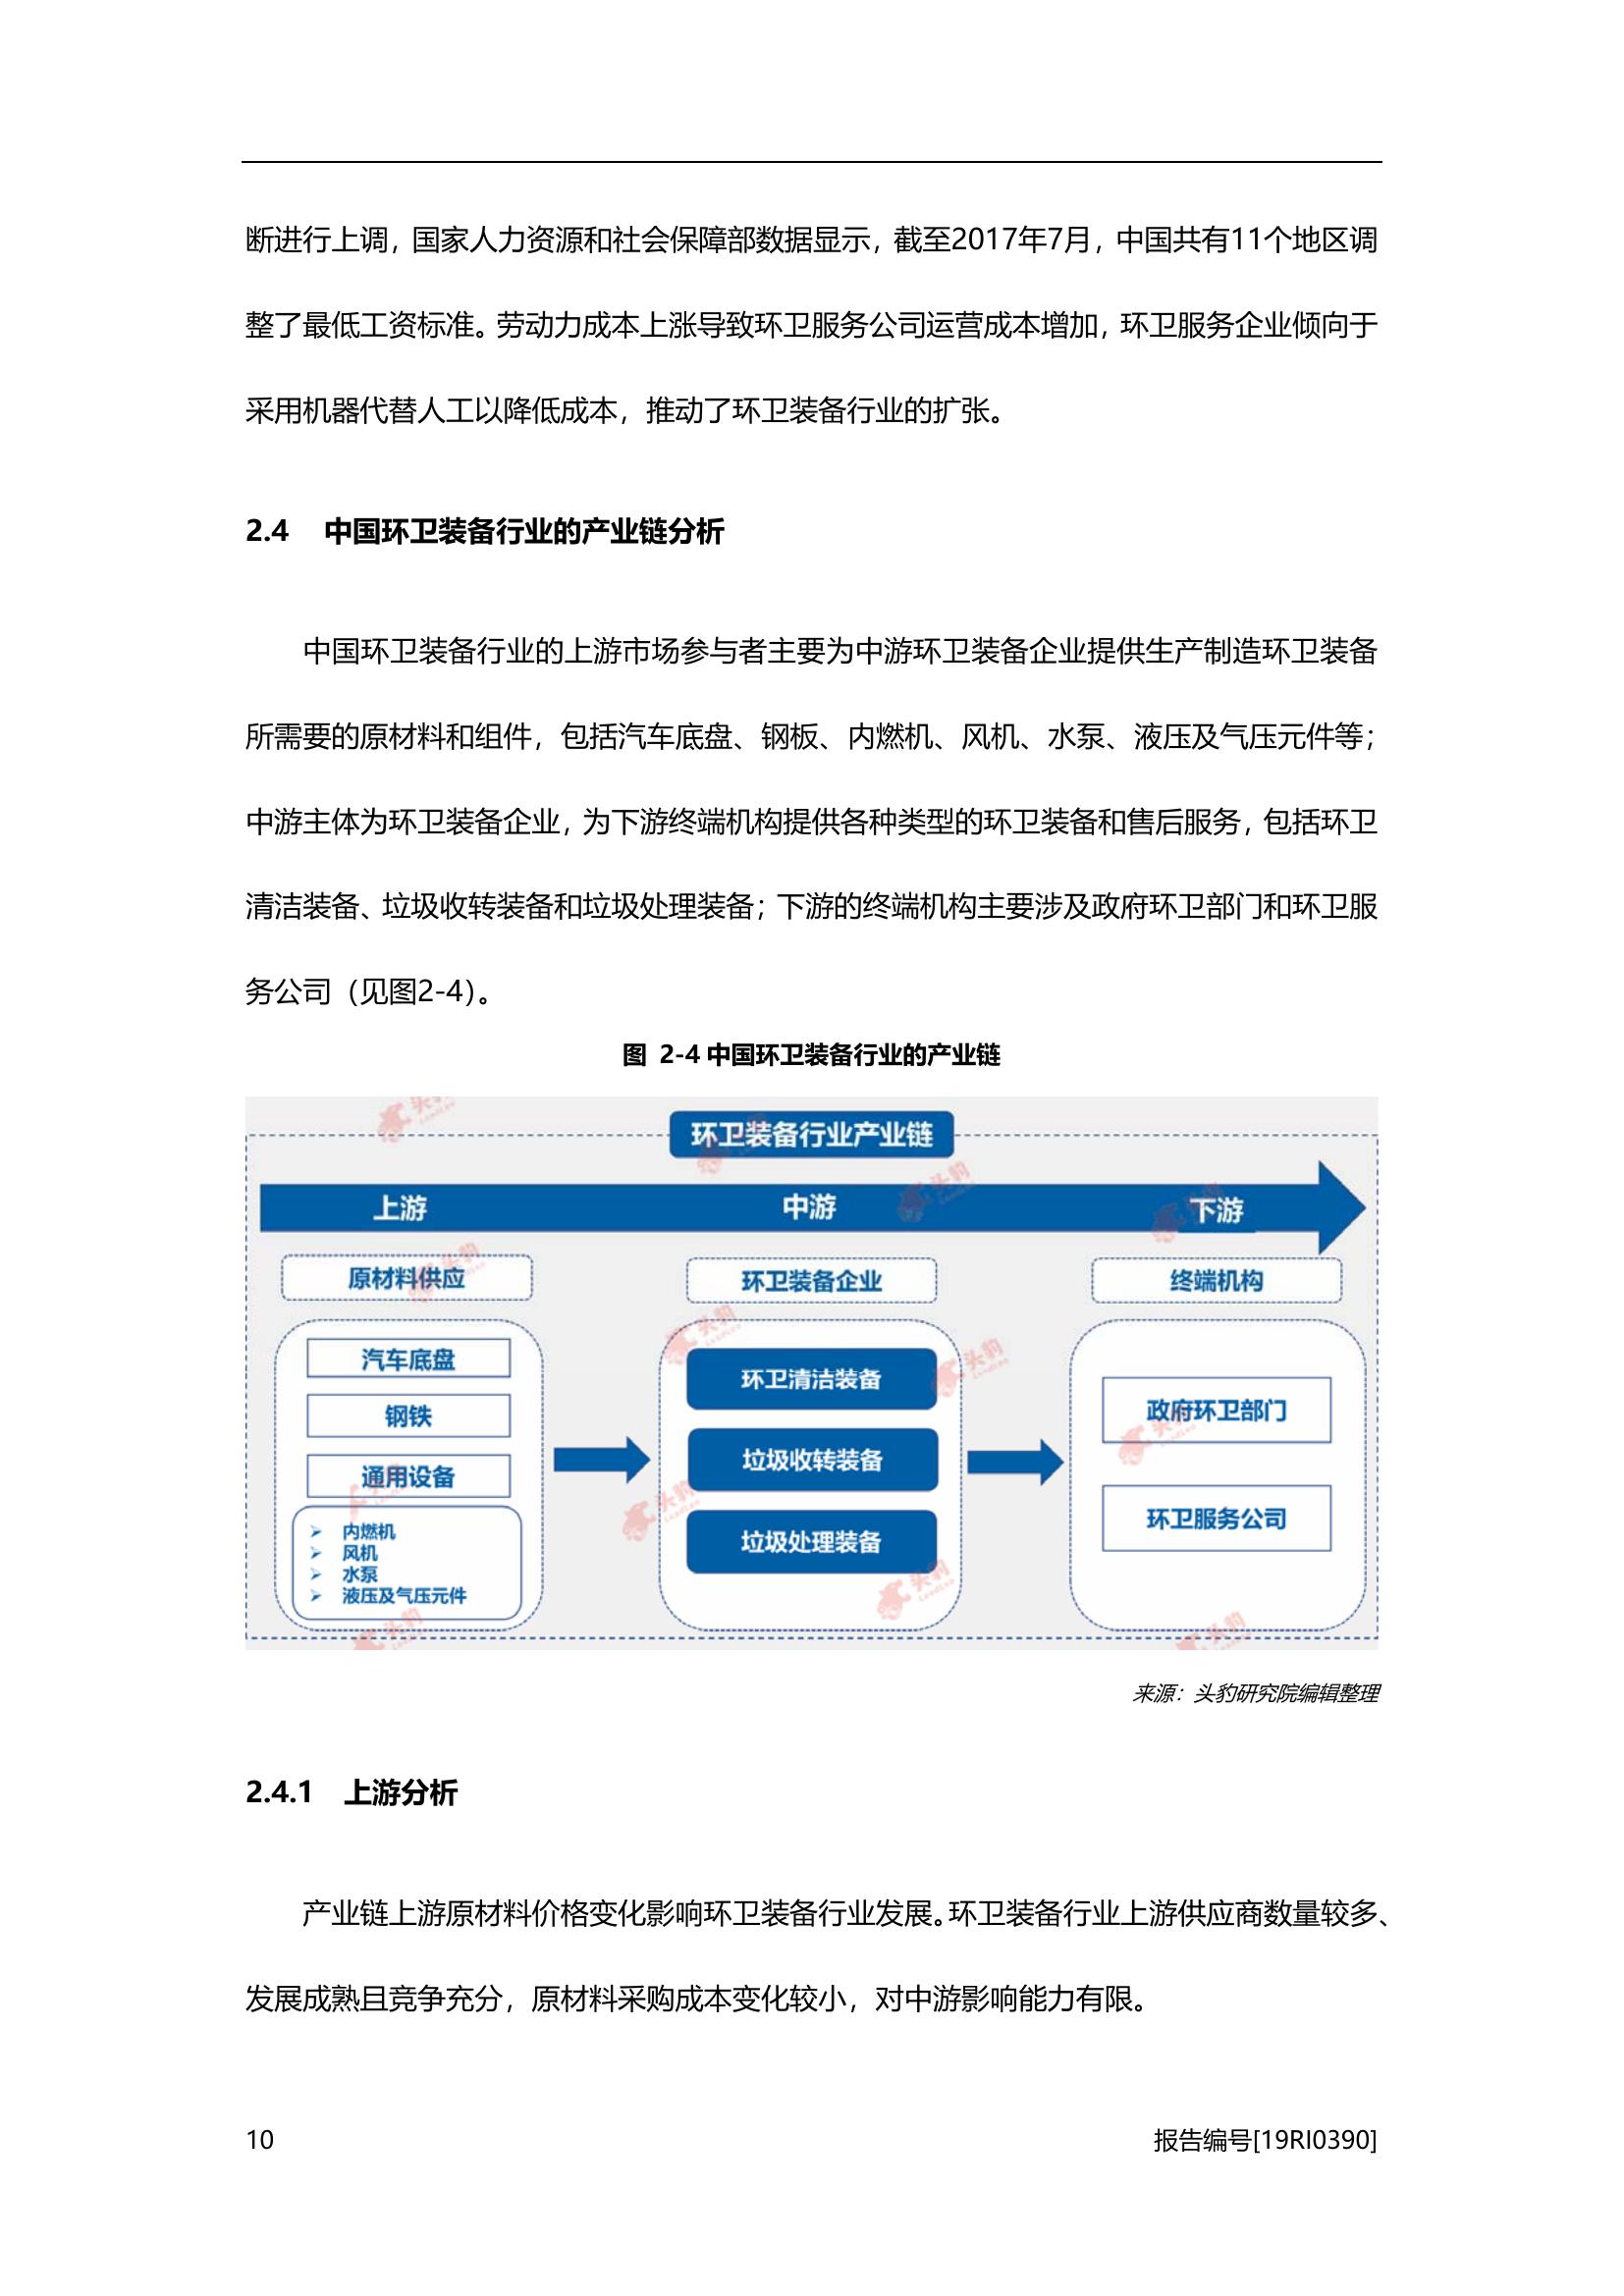 断进行上调，国家人力资源和社会保障部数据显示，截至2017年7月，中国共有11个地区调
整了最低工资标准。劳动力成本上涨导致环卫服务公司运营成本增加，环卫服务企业倾向于
采用机器代替人工以降低成本，推动了环卫装备行业的扩张。
2.4 中国环卫装备行业的产业链分析
中国环卫装备行业的上游市场参与者主要为中游环卫装备企业提供生产制造环卫装备
所需要的原材料和组件，包括汽车底盘、钢板、内燃机、风机、水泵、液压及气压元件等；
中游主体为环卫装备企业，为下游终端机构提供各种类型的环卫装备和售后服务，包括环卫
清洁装备、垃圾收转装备和垃圾处理装备；下游的终端机构主要涉及政府环卫部门和环卫服
务公司（见图2-4）。
图 2-4 中国环卫装备行业的产业链
环卫装备行业产业链
上游 中游 下游
原材料供应 环卫装备企业 终端机构
汽车底盘
钢铁
通用设备
➢ 内燃机
➢ 风机
➢ 水泵
➢ 液压及气压元件
环卫清洁装备
垃圾收转装备
垃圾处理装备
政府环卫部门
环卫服务公司
来源：头豹研究院编辑整理
2.4.1 上游分析
产业链上游原材料价格变化影响环卫装备行业发展。环卫装备行业上游供应商数量较多、
发展成熟且竞争充分，原材料采购成本变化较小，对中游影响能力有限。
10 报告编号[19RI0390]